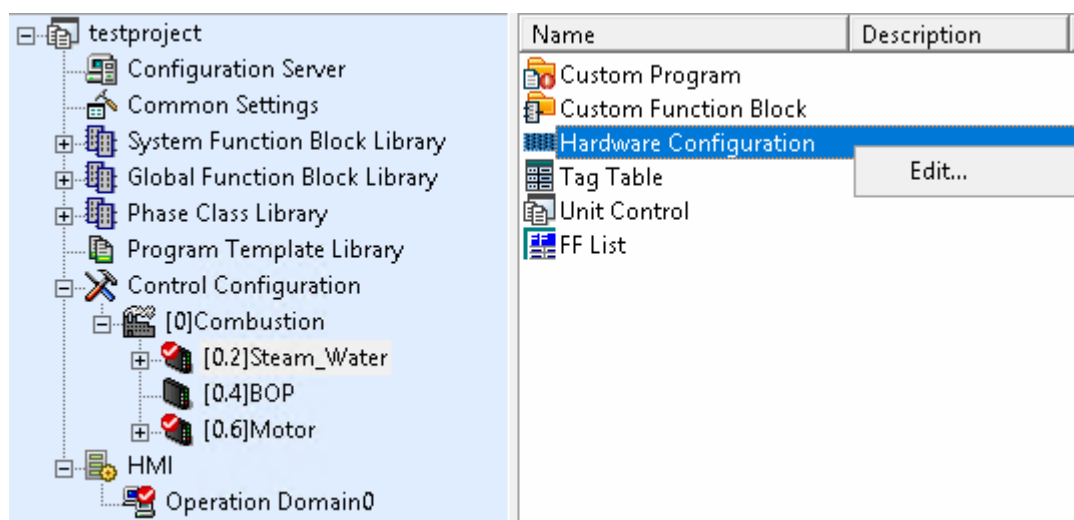 testproject
Configuration Server
Common Settings
System Function Block Library
Global Function Block Library
Phase Class Library
Program Template Library
Control Configuration
[0]Combustion
[0.2]Steam_Water
[0.4]BOP
[0.6]Motor
HMI
Operation Domain0
Name Description
Custom Program
Custom Function Block
Hardware Configuration
Edit...
Tag Table
Unit Control
FF List